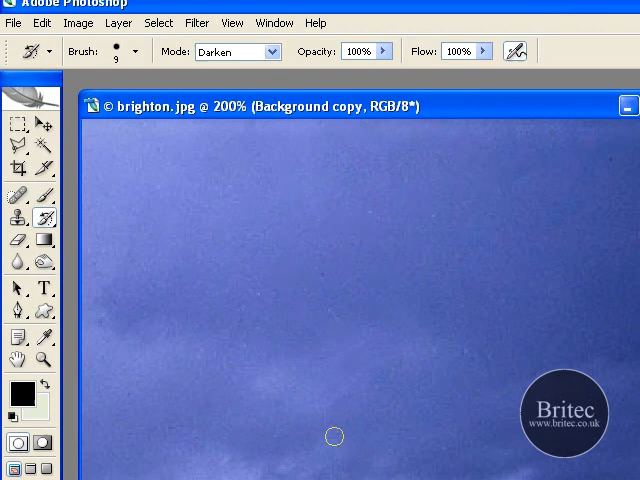 Adobe Photoshop
File Edit Image Layer Select Filter View Window Help
Brush: 9 Mode: Darken Opacity: 100% Flow: 100%
© brighton.jpg @ 200% (Background copy, RGB/8*)
T
Britec
www.britec.co.uk